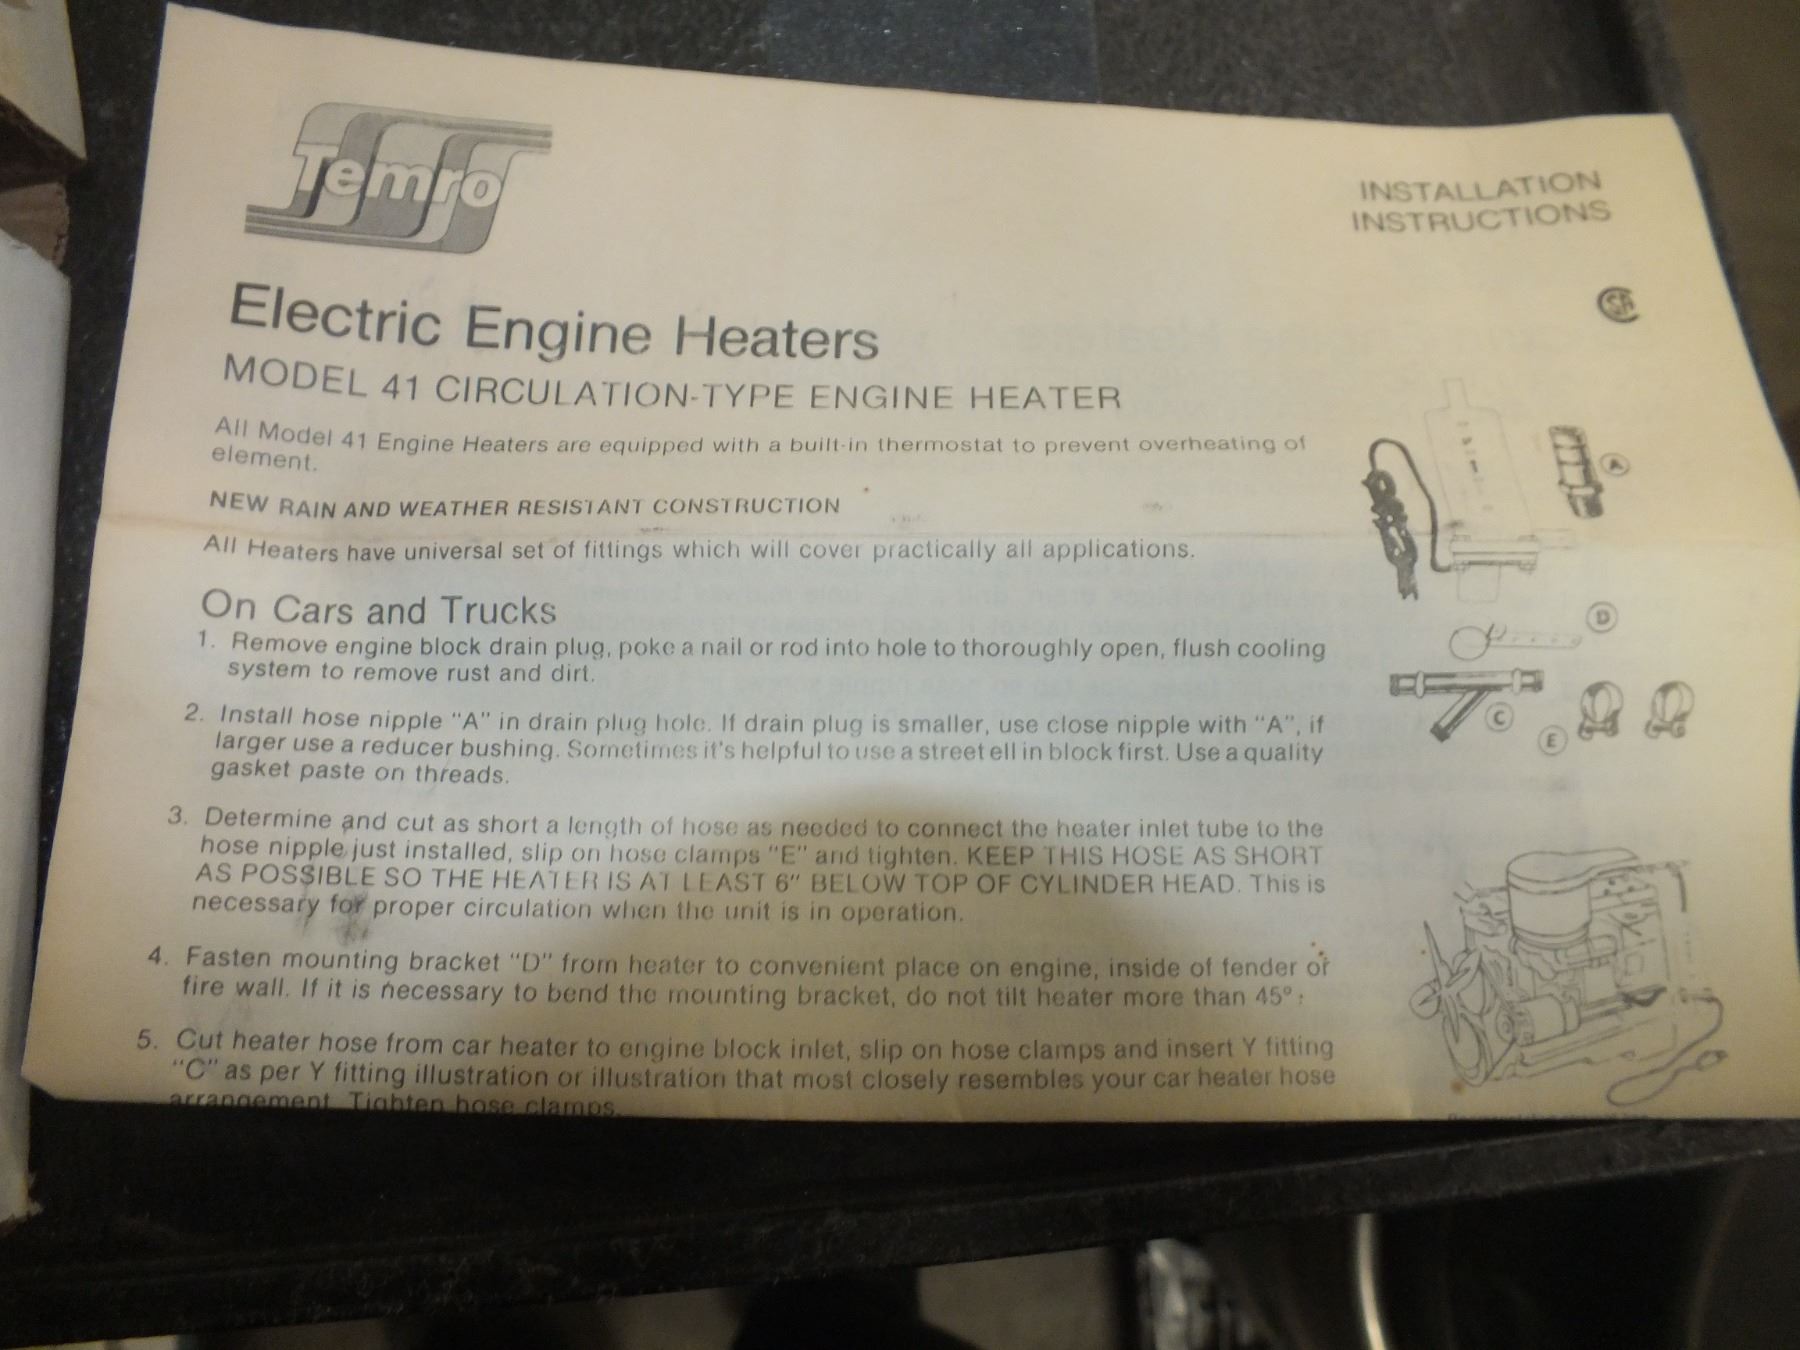 Temro
INSTALLATION
INSTRUCTIONS
Electric Engine Heaters
MODEL 41 CIRCULATION-TYPE ENGINE HEATER
All Model 41 Engine Heaters are equipped with a built-in thermostat to prevent overheating of
element.
NEW RAIN AND WEATHER RESISTANT CONSTRUCTION
All Heaters have universal set of fittings which will cover practically all applications.
On Cars and Trucks
1. Remove engine block drain plug, poke a nail or rod into hole to thoroughly open, flush cooling
system to remove rust and dirt.
2. Install hose nipple "A" in drain plug hole. If drain plug is smaller, use close nipple with "A", if
larger use a reducer bushing. Sometimes it's helpful to use a street ell in block first. Use a quality
gasket paste on threads.
3. Determine and cut as short a length of hose as needed to connect the heater inlet tube to the
hose nipple just installed, slip on hose clamps "E" and tighten. KEEP THIS HOSE AS SHORT
AS POSSIBLE SO THE HEATER IS AT LEAST 6" BELOW TOP OF CYLINDER HEAD. This is
necessary for proper circulation when the unit is in operation.
4. Fasten mounting bracket "D" from heater to convenient place on engine, inside of fender or
fire wall. If it is necessary to bend the mounting bracket, do not tilt heater more than 45°.
5. Cut heater hose from car heater to engine block inlet, slip on hose clamps and insert Y fitting
"C" as per Y fitting illustration or illustration that most closely resembles your car heater hose
arrangement. Tighten hose clamps.
SA
A
D
C
E